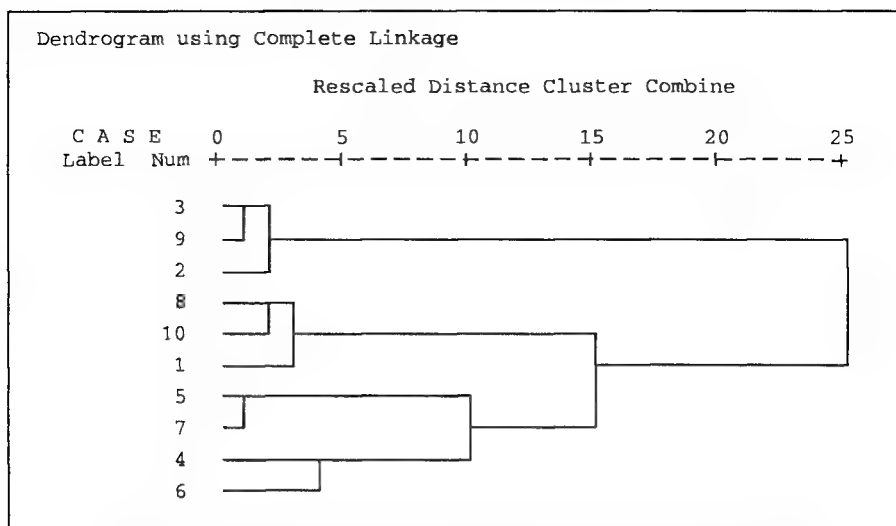 Dendrogram using Complete Linkage
Rescaled Distance Cluster Combine
C A S E 0 5 10 15 20 25
Label Num +---------+---------+---------+---------+---------+
3
9
2
8
10
1
5
7
4
6